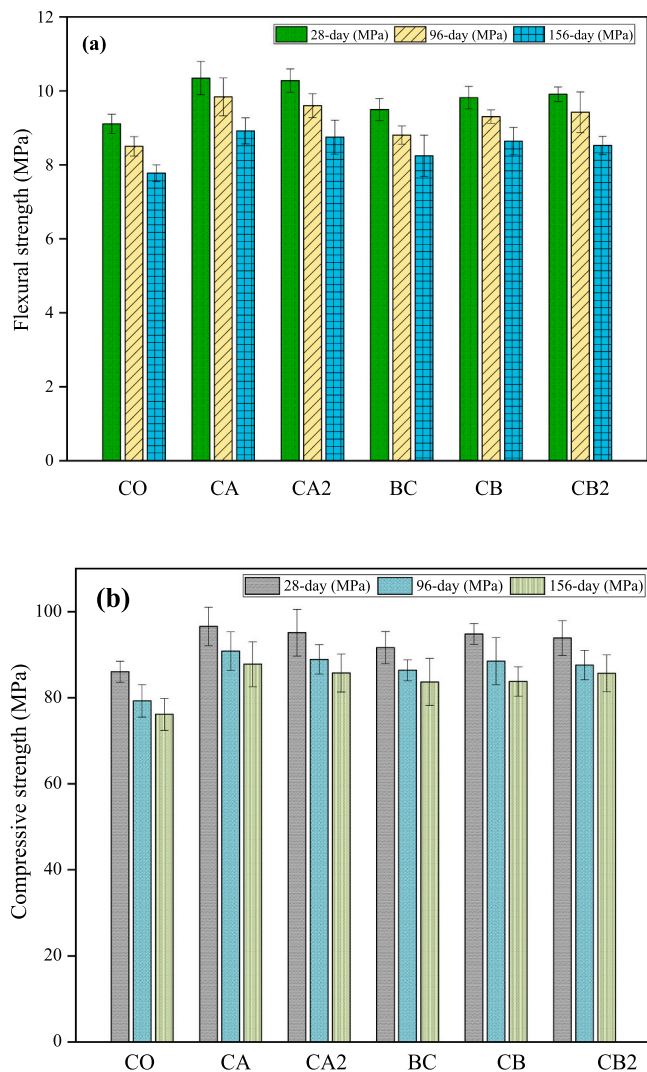 (a)
28-day (MPa) 96-day (MPa) 156-day (MPa)
Flexural strength (MPa)
12
10
8
6
4
2
0
CO CA CA2 BC CB CB2
(b)
28-day (MPa) 96-day (MPa) 156-day (MPa)
Compressive strength (MPa)
100
80
60
40
20
0
CO CA CA2 BC CB CB2